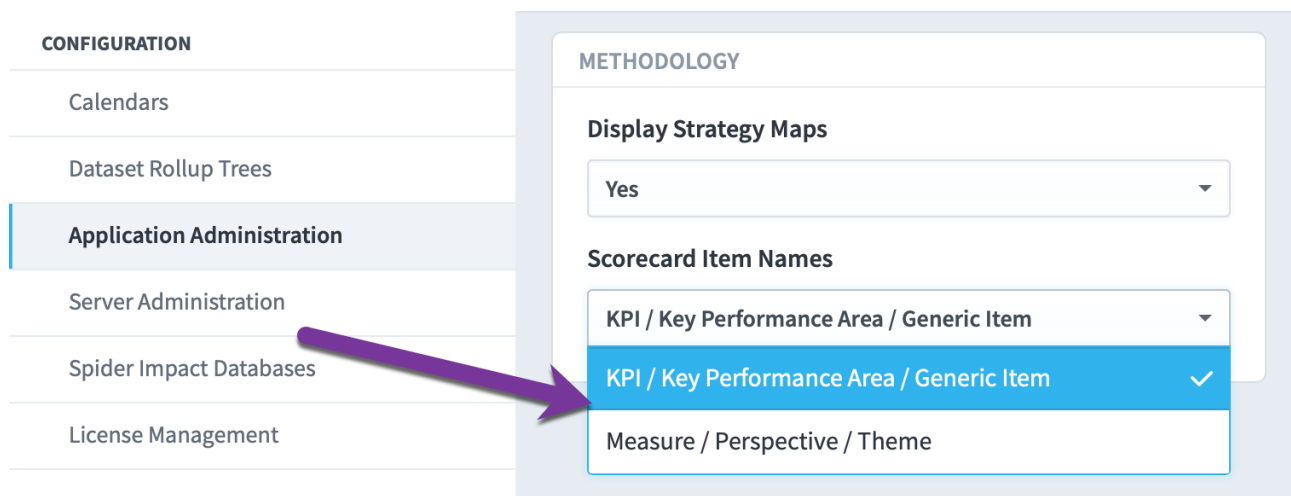 CONFIGURATION
Calendars
Dataset Rollup Trees
Application Administration
Server Administration
Spider Impact Databases
License Management
METHODOLOGY
Display Strategy Maps
Yes
Scorecard Item Names
KPI / Key Performance Area / Generic Item
KPI / Key Performance Area / Generic Item
Measure / Perspective / Theme